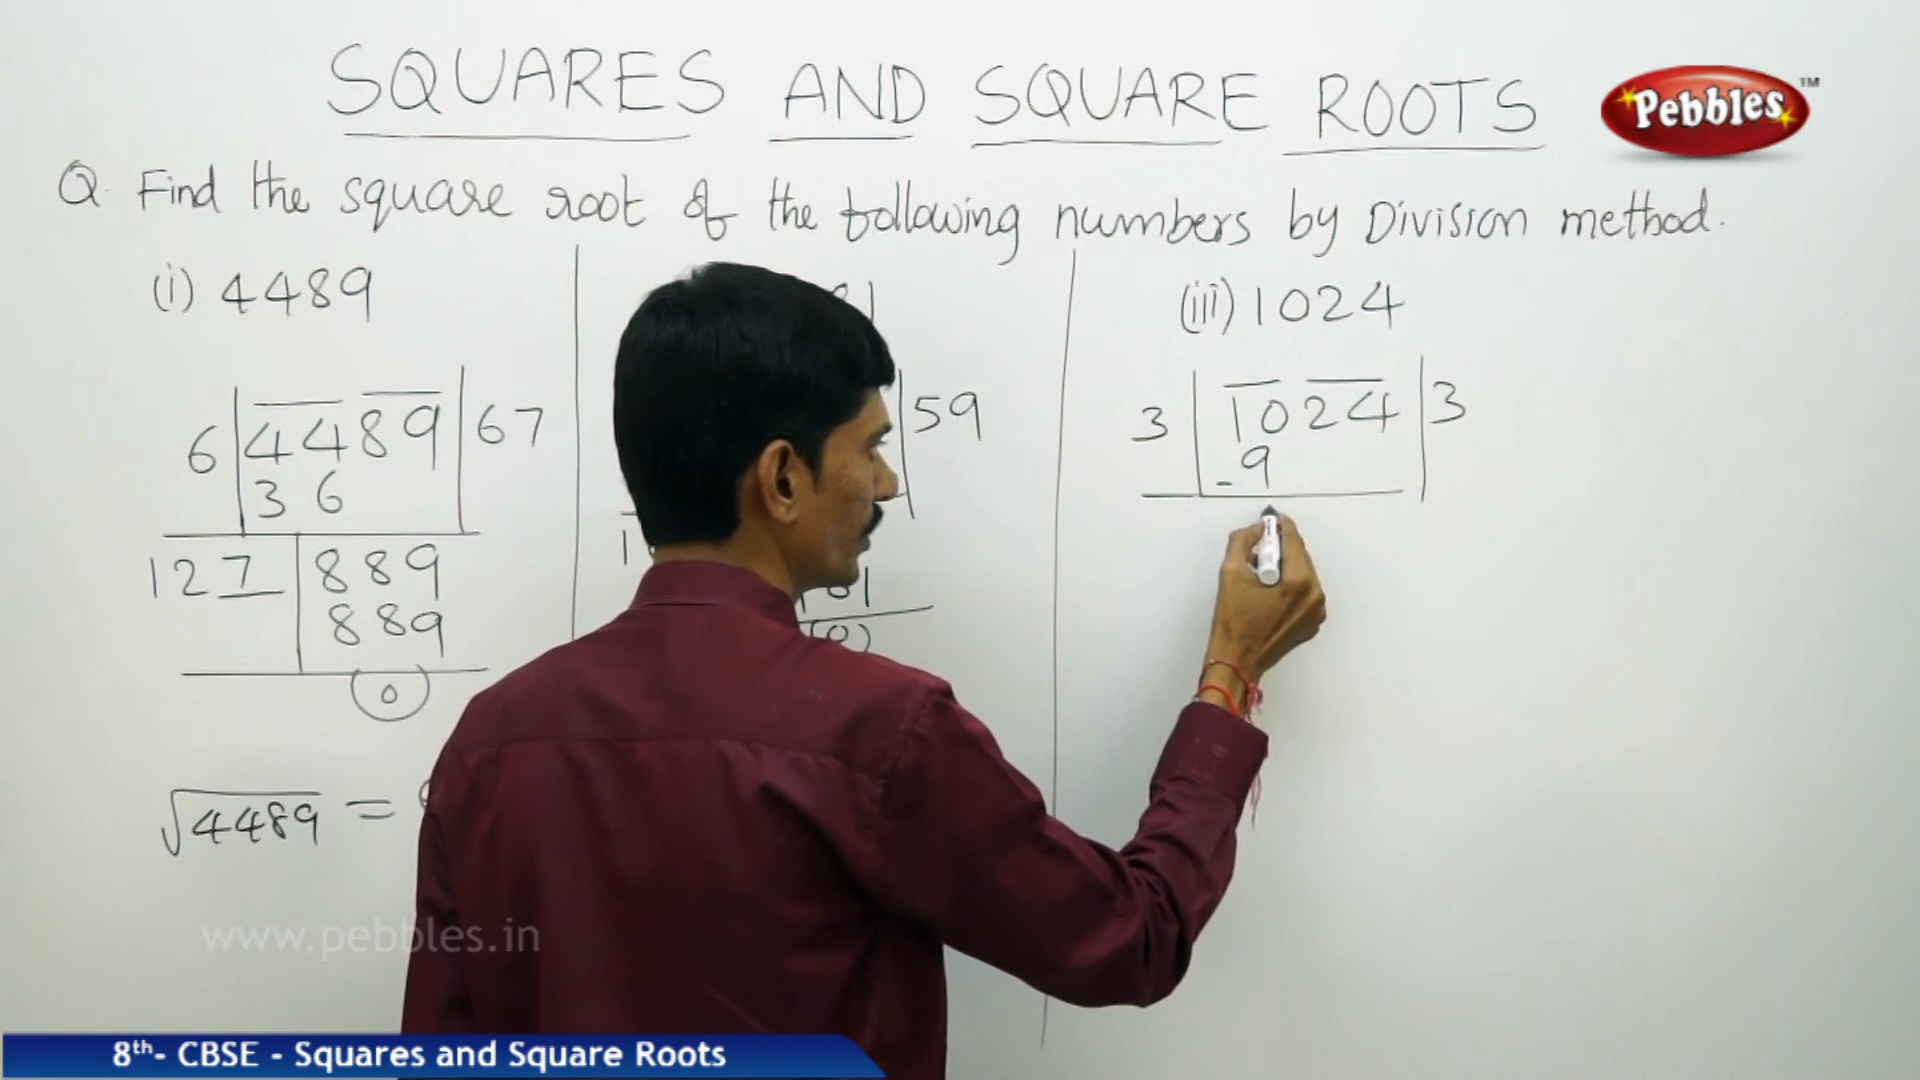 SQUARES AND SQUARE ROOTS
Pebbles™
Q. Find the square root of the following numbers by Division method.
(i) 4489
(iii) 1024
6 4489 67
36
127 889
889
0
√4489 =
59
3 1024 3
-9
www.pebbles.in
8th- CBSE - Squares and Square Roots